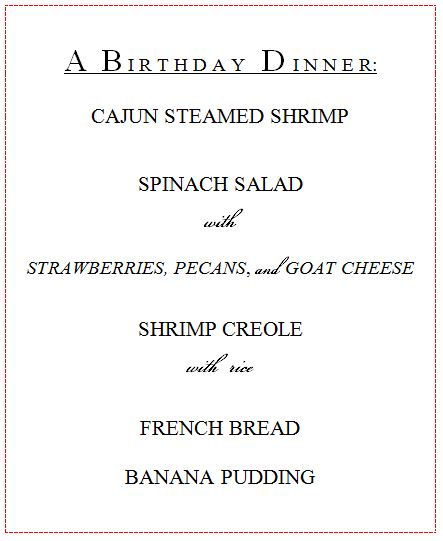 A BIRTHDAY DINNER:
CAJUN STEAMED SHRIMP
SPINACH SALAD
with
STRAWBERRIES, PECANS, and GOAT CHEESE
SHRIMP CREOLE
with rice
FRENCH BREAD
BANANA PUDDING